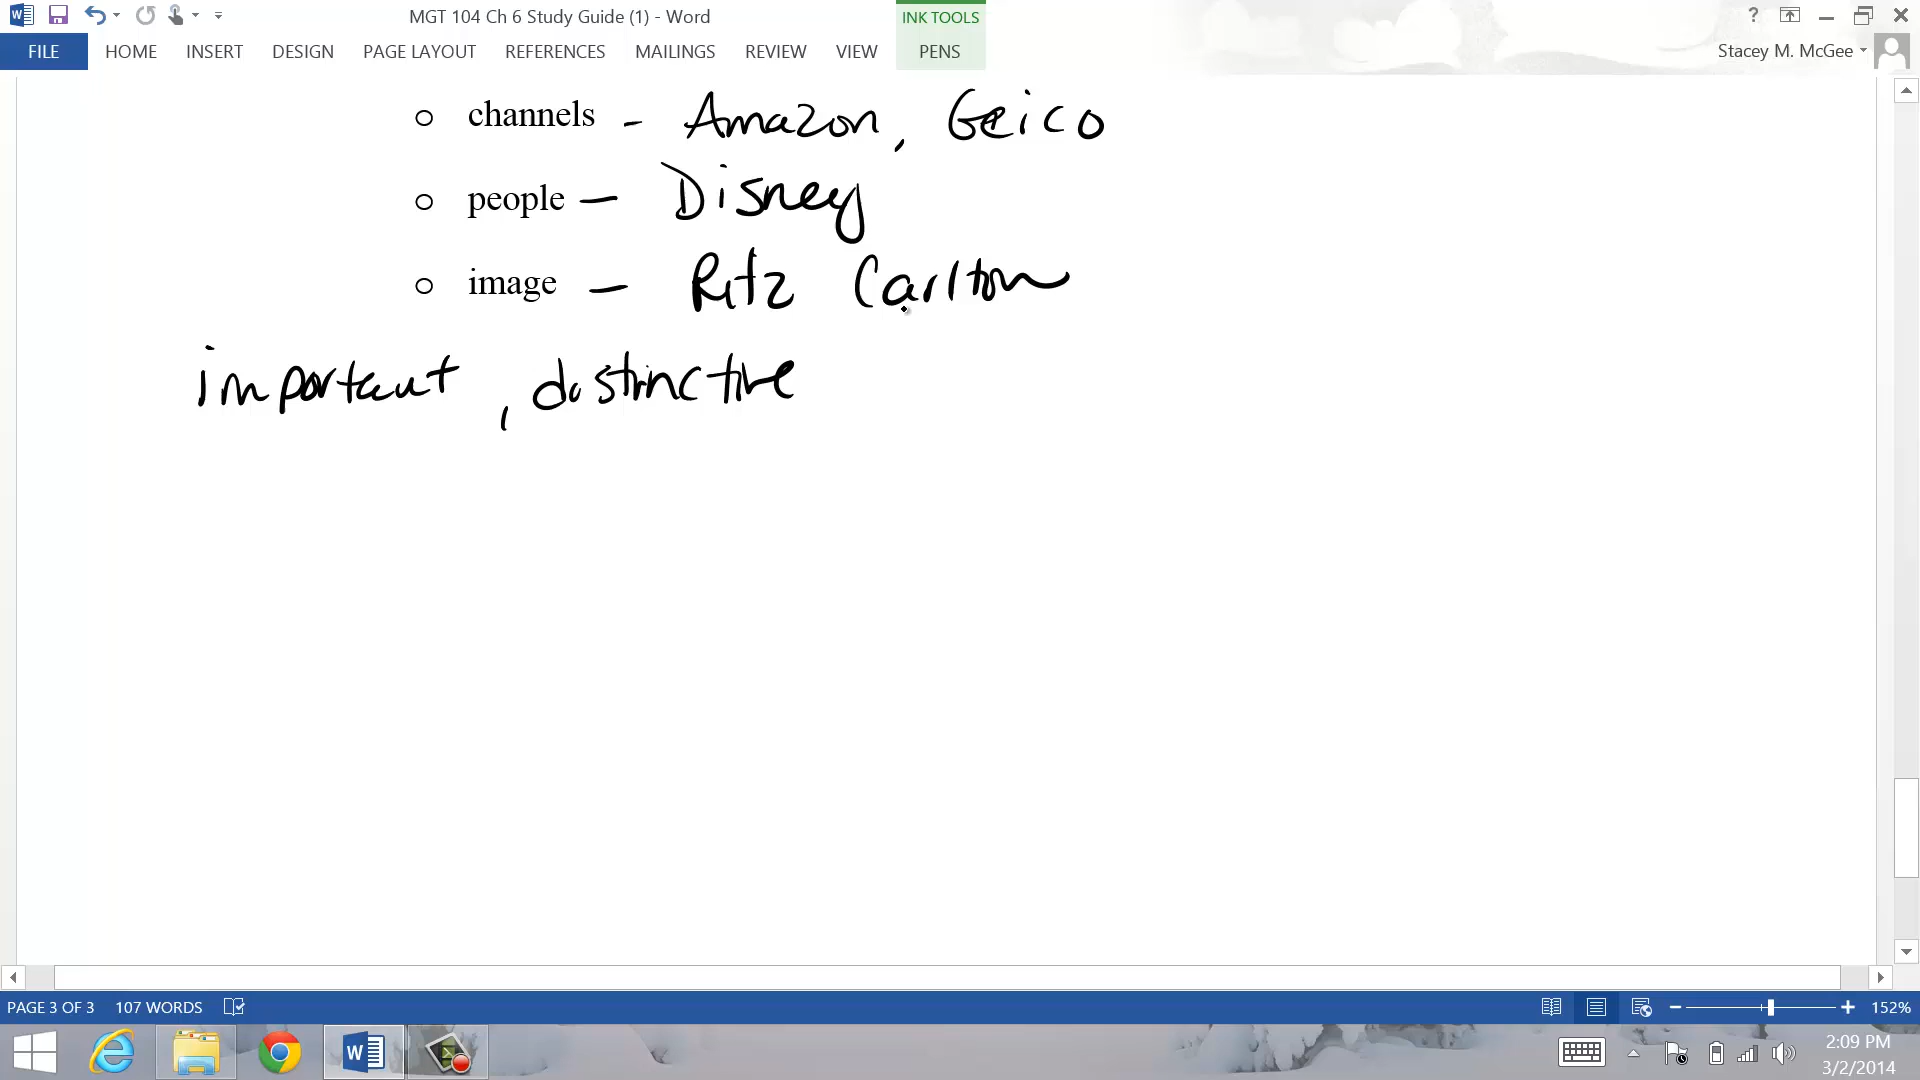 MGT 104 Ch 6 Study Guide (1) - Word
INK TOOLS
?
FILE HOME INSERT DESIGN PAGE LAYOUT REFERENCES MAILINGS REVIEW VIEW PENS
Stacey M. McGee
channels - Amazon, Geico
people - Disney
image - Ritz Carlton
important, distinctive
PAGE 3 OF 3 107 WORDS
152%
2:09 PM
3/2/2014